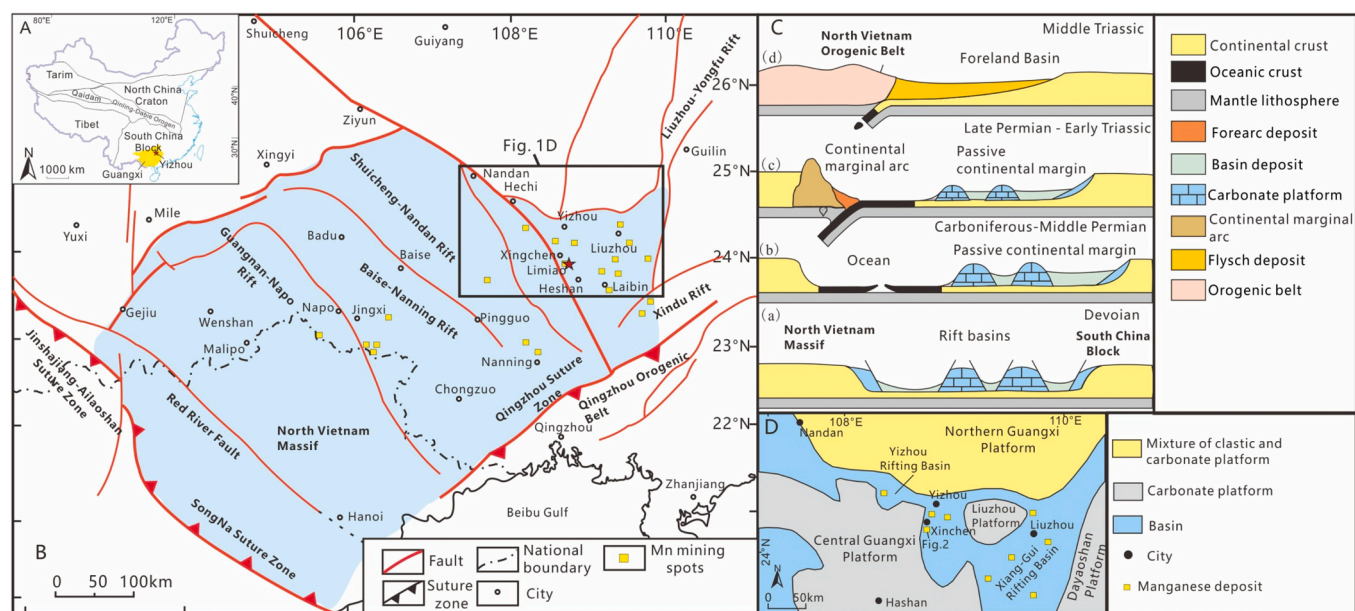 A
80°E
120°E
Tarim
Qaidam
North China
Craton
Qinling-Dabie Orogen
Tibet
South China
Block
Yizhou
Guangxi
40°N
30°N
N
1000 km
106°E
108°E
110°E
26°N
25°N
24°N
23°N
22°N
Shuicheng
Guiyang
Ziyun
Xingyi
Mile
Yuxi
Liuzhou-Yongfu Rift
Guilin
Fig. 1D
Nandan
Hechi
Yizhou
Xingchen
Liuzhou
Limiao
Heshan
Laibin
Shuicheng-Nandan Rift
Badu
Baise
Guangnan-Napo
Rift
Baise-Nanning Rift
Xindu Rift
Gejiu
Wenshan
Napo
Jingxi
Pingguo
Malipo
Nanning
Jinshajiang-Ailaoshan
Suture Zone
Chongzuo
Qingzhou Suture
Zone
Qingzhou Orogenic
Belt
Red River Fault
North Vietnam
Massif
Qingzhou
Zhanjiang
Hanoi
Beibu Gulf
SongNa Suture Zone
B
0 50 100km
Fault
National
boundary
Mn mining
spots
Suture
zone
City
C
North Vietnam
Orogenic Belt
Middle Triassic
(d)
Foreland Basin
Late Permian - Early Triassic
(c)
Continental
marginal arc
Passive
continental margin
Carboniferous-Middle Permian
(b)
Ocean
Passive continental margin
(a)
Devoian
North Vietnam
Massif
Rift basins
South China
Block
Continental crust
Oceanic crust
Mantle lithosphere
Forearc deposit
Basin deposit
Carbonate platform
Continental marginal
arc
Flysch deposit
Orogenic belt
D
108°E
110°E
Nandan
Northern Guangxi
Platform
Yizhou
Rifting Basin
Yizhou
Liuzhou
Platform
Liuzhou
Xinchen
Fig.2
Central Guangxi
Platform
Xiang-Gui
Rifting Basin
Dayaoshan
Platform
24°N
N
0 50km
Hashan
Mixture of clastic and
carbonate platform
Carbonate platform
Basin
City
Manganese deposit